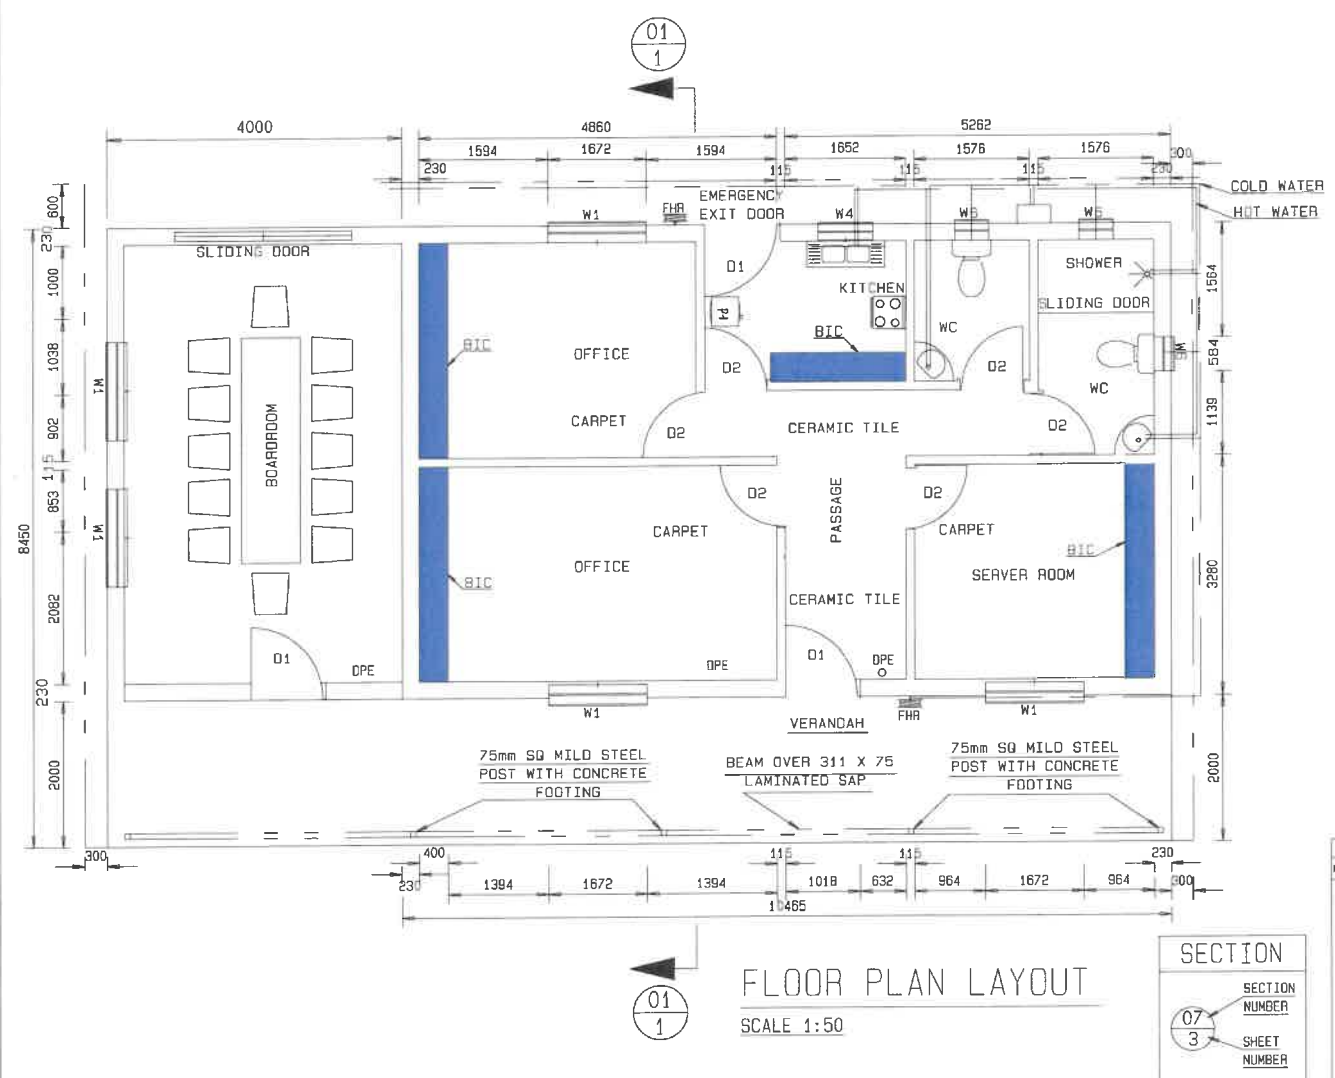 01
1
4000
4860
5262
1594
1672
1594
1652
1576
1576
300
230
115
115
115
230
COLD WATER
HOT WATER
600
EMERGENCY
EXIT DOOR
FHR
W1
W4
W5
230
SLIDING DOOR
D1
SHOWER
1000
1564
KITCHEN
SLIDING DOOR
BIC
OFFICE
BIC
WC
1038
584
D2
D2
W1
WC
BOARDROOM
902
CARPET
D2
CERAMIC TILE
D2
1139
115
D2
PASSAGE
D2
853
CARPET
CARPET
W1
8450
BIC
OFFICE
BIC
SERVER ROOM
3280
2082
CERAMIC TILE
D1
DPE
DPE
D1
DPE
230
W1
FHR
W1
VERANDAH
75mm SQ MILD STEEL
POST WITH CONCRETE
FOOTING
BEAM OVER 311 X 75
LAMINATED SAP
75mm SQ MILD STEEL
POST WITH CONCRETE
FOOTING
2000
2000
300
400
115
115
230
230
1394
1672
1394
1018
632
964
1672
964
300
10465
01
1
FLOOR PLAN LAYOUT
SCALE 1:50
SECTION
07
3
SECTION
NUMBER
SHEET
NUMBER